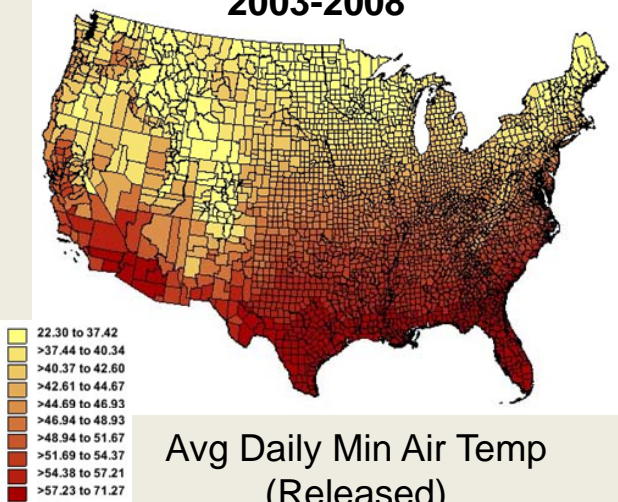 2003-2008
22.30 to 37.42
>37.44 to 40.34
>40.37 to 42.60
>42.61 to 44.67
>44.69 to 46.93
>46.94 to 48.93
>48.94 to 51.67
>51.69 to 54.37
>54.38 to 57.21
>57.23 to 71.27
Avg Daily Min Air Temp
(Released)